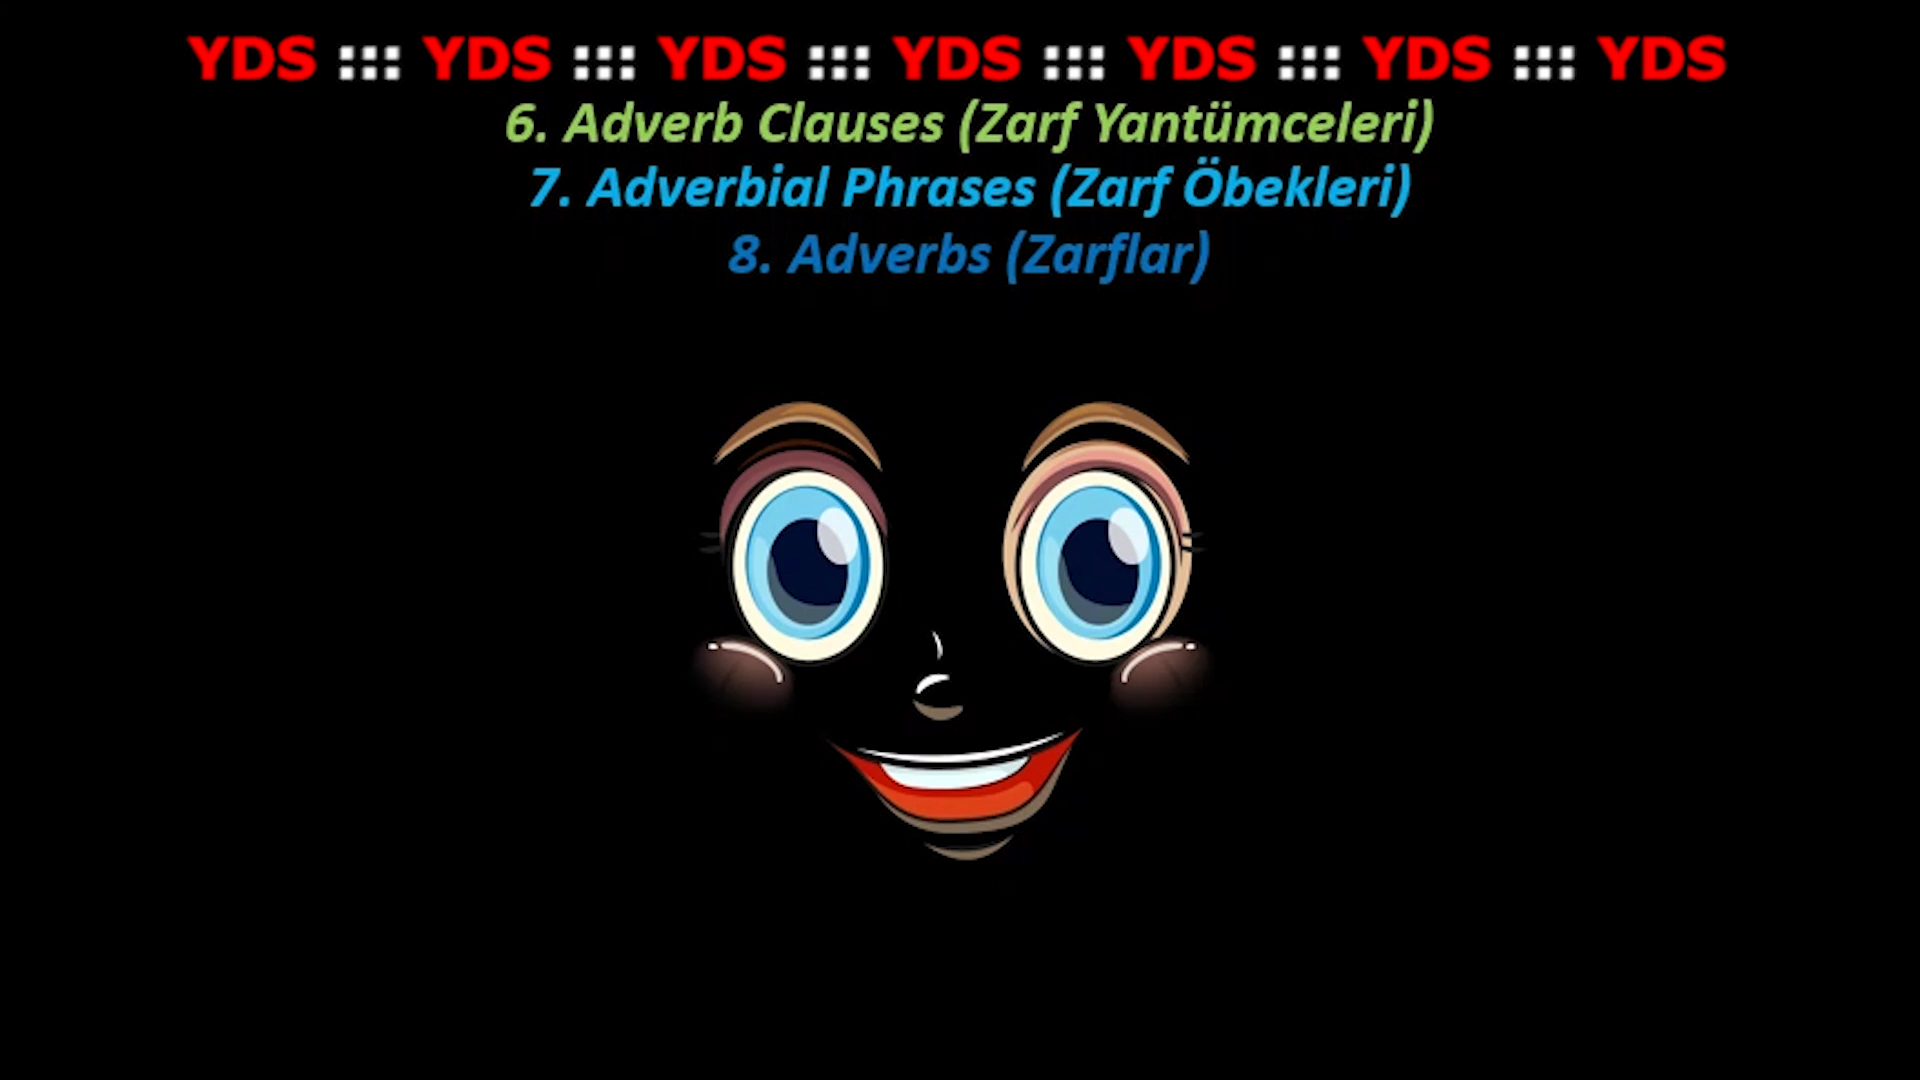 YDS ⁝⁝⁝ YDS ⁝⁝⁝ YDS ⁝⁝⁝ YDS ⁝⁝⁝ YDS ⁝⁝⁝ YDS ⁝⁝⁝ YDS
6. Adverb Clauses (Zarf Yantümceleri)
7. Adverbial Phrases (Zarf Öbekleri)
8. Adverbs (Zarflar)